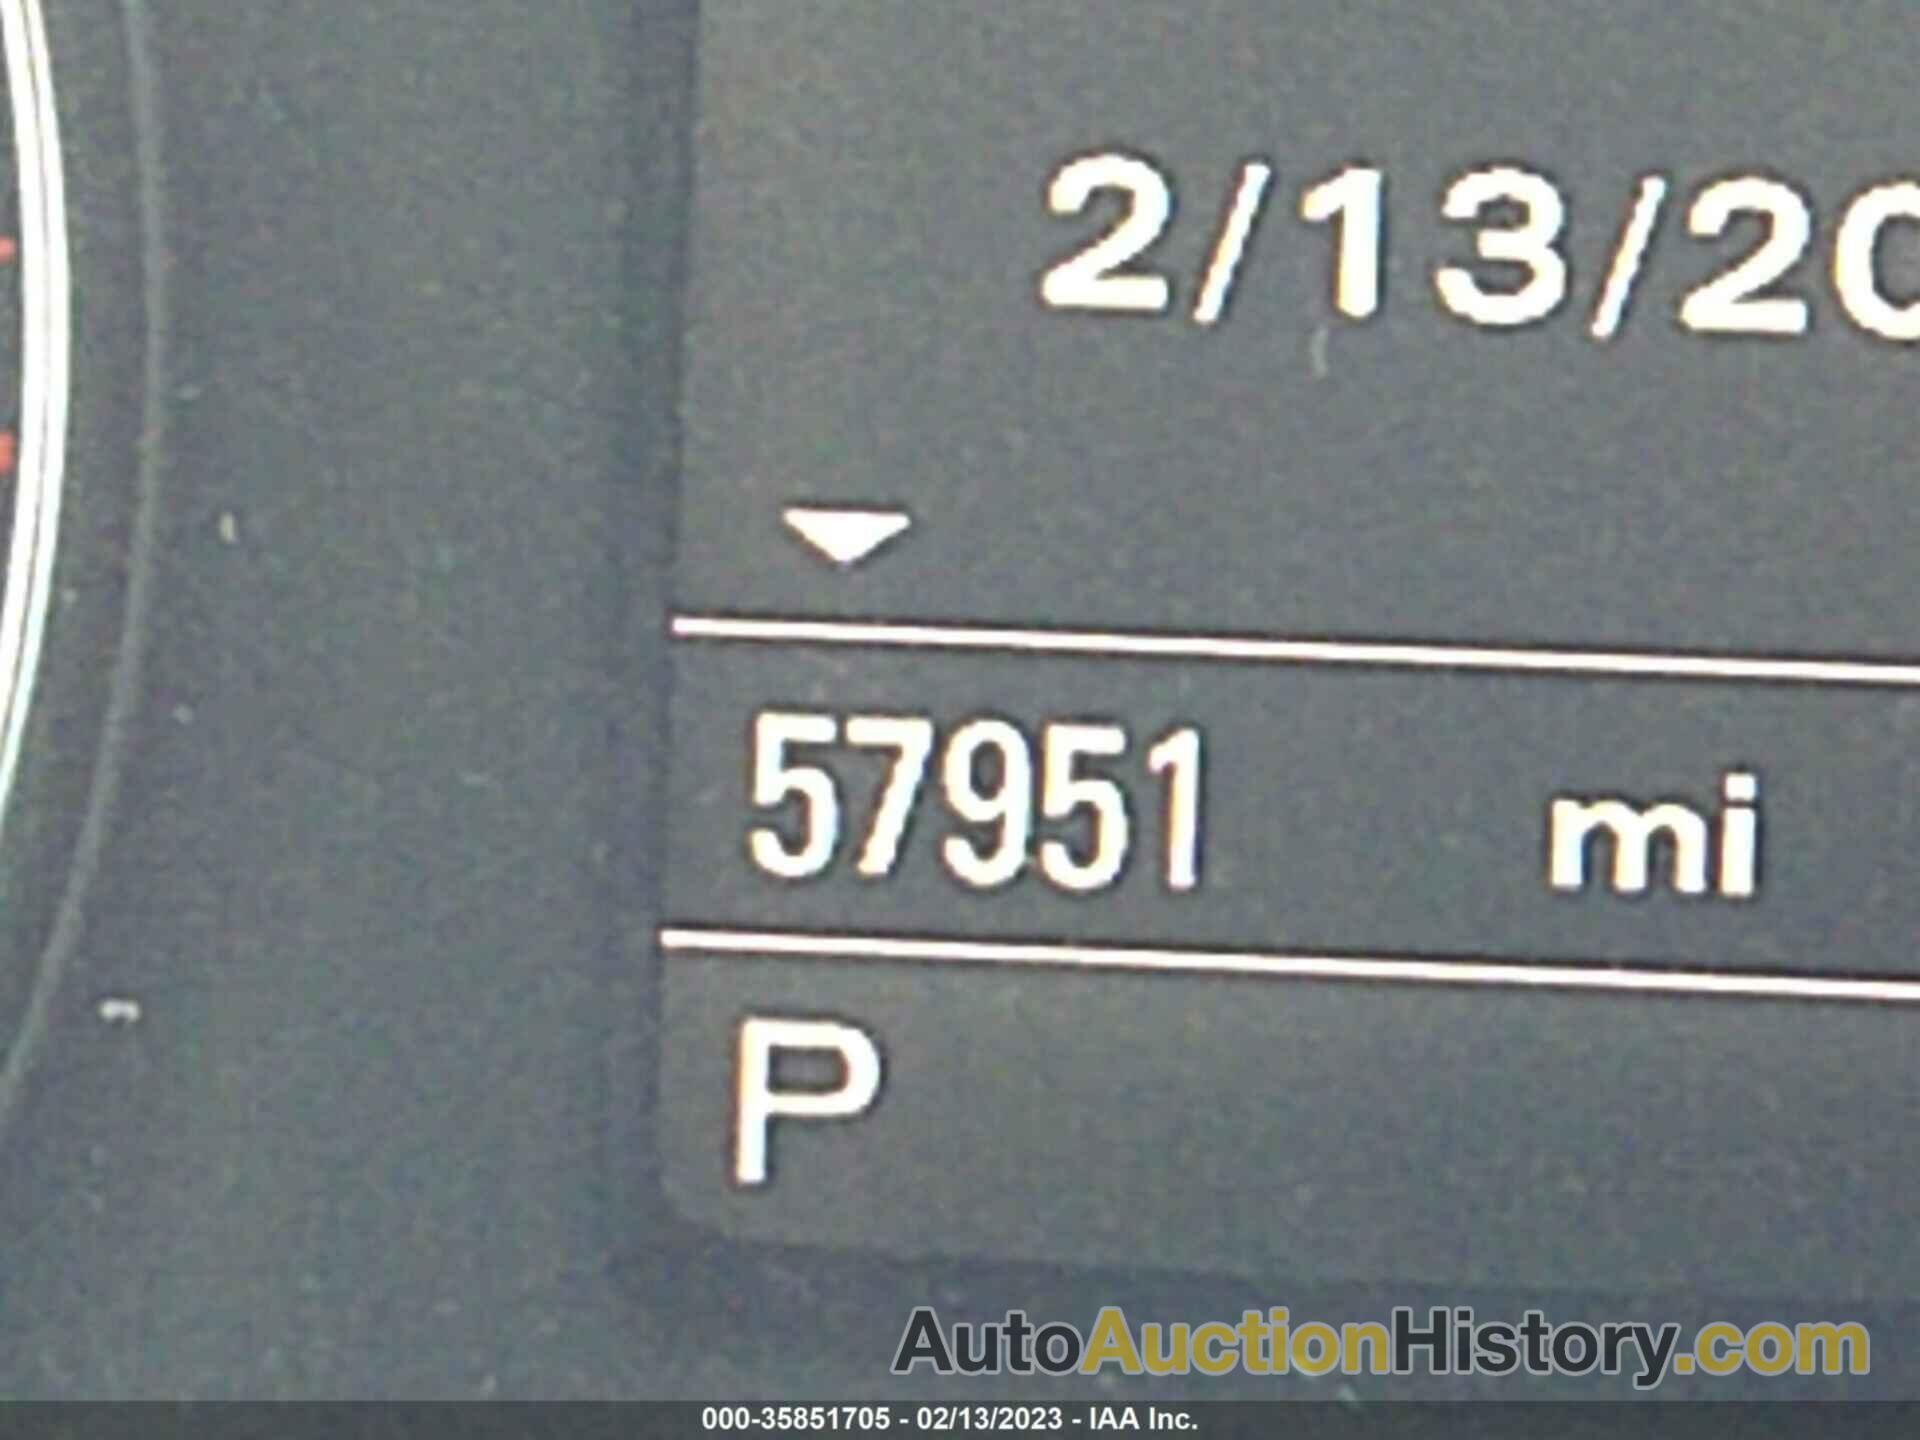 2/13/20
57951 mi
P
AutoAuctionHistory.com
000-35851705 - 02/13/2023 - IAA Inc.